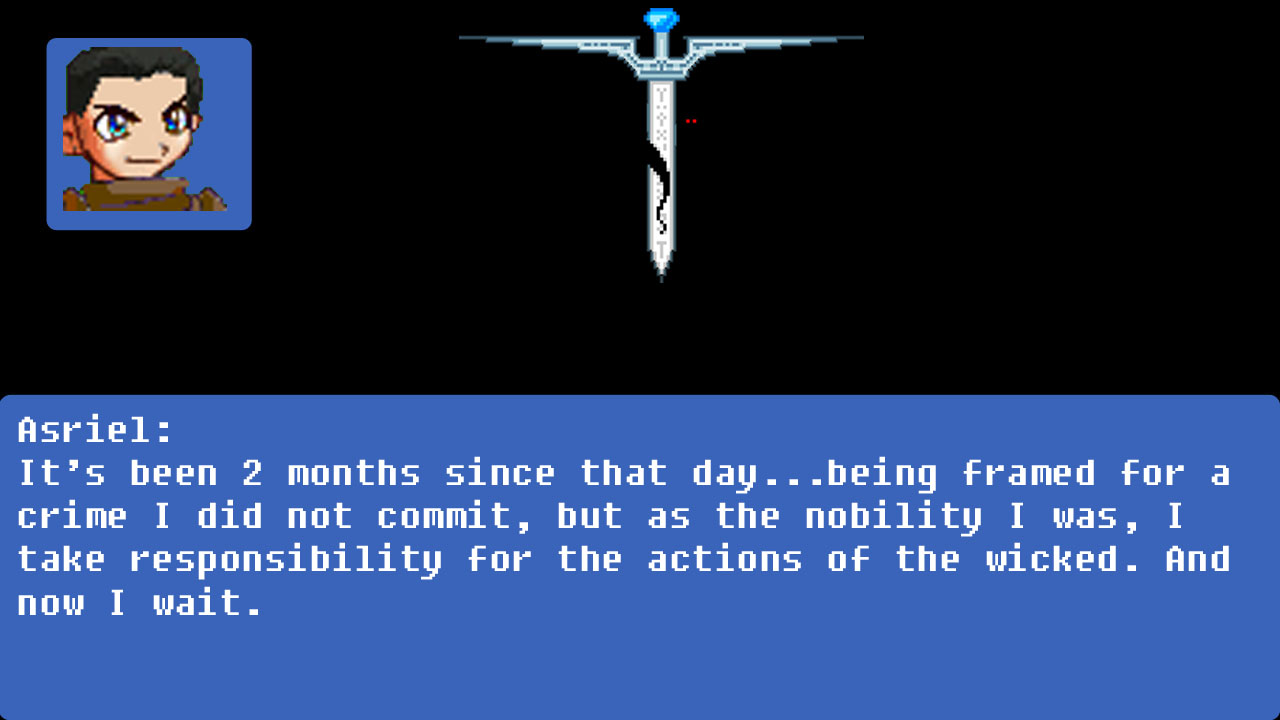 Asriel:
It's been 2 months since that day...being framed for a
crime I did not commit, but as the nobility I was, I
take responsibility for the actions of the wicked. And
now I wait.